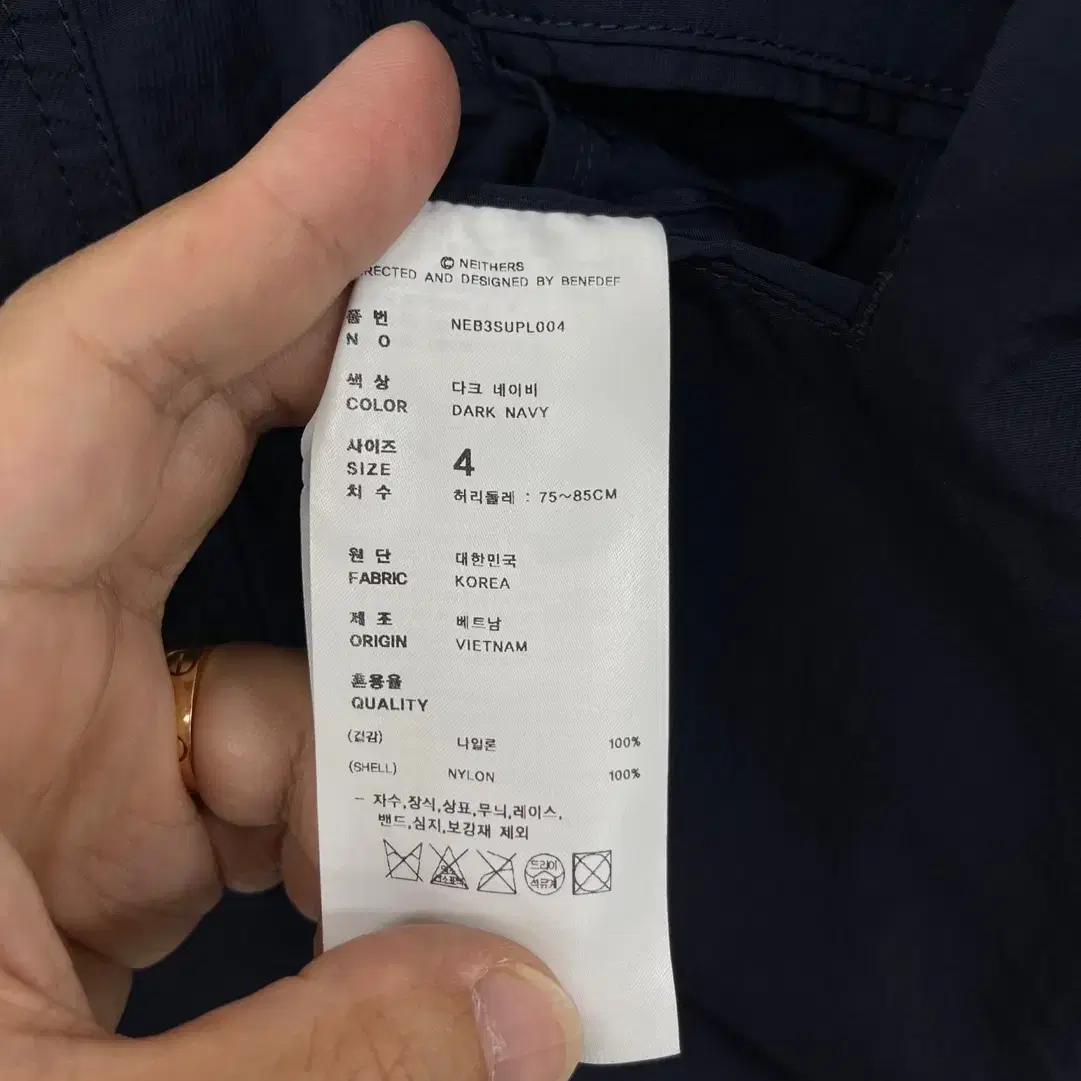 © NEITHERS
RECTED AND DESIGNED BY BENEDEF
품 번 NEB3SUPL004
N O
색 상 다크 네이비
COLOR DARK NAVY
사이즈
SIZE 4
치 수 허리둘레 : 75~85CM
원 단 대한민국
FABRIC KOREA
제 조 베트남
ORIGIN VIETNAM
혼용율
QUALITY
(겉감) 나일론 100%
(SHELL) NYLON 100%
- 자수,장식,상표,무늬,레이스,
밴드,심지,보강재 제외
드라이
석유계